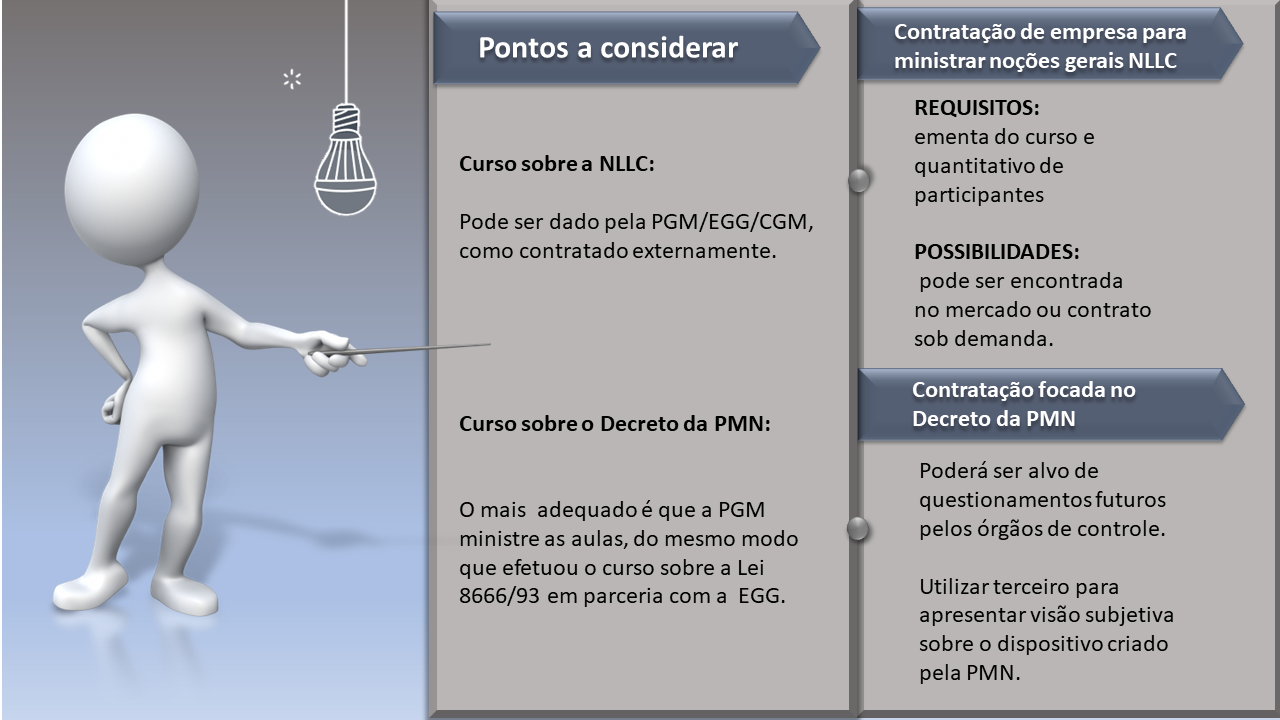 Pontos a considerar
Curso sobre a NLLC:
Pode ser dado pela PGM/EGG/CGM,
como contratado externamente.
Curso sobre o Decreto da PMN:
O mais adequado é que a PGM
ministre as aulas, do mesmo modo
que efetuou o curso sobre a Lei
8666/93 em parceria com a EGG.
Contratação de empresa para
ministrar noções gerais NLLC
REQUISITOS:
ementa do curso e
quantitativo de
participantes
POSSIBILIDADES:
pode ser encontrada
no mercado ou contrato
sob demanda.
Contratação focada no
Decreto da PMN
Poderá ser alvo de
questionamentos futuros
pelos órgãos de controle.
Utilizar terceiro para
apresentar visão subjetiva
sobre o dispositivo criado
pela PMN.